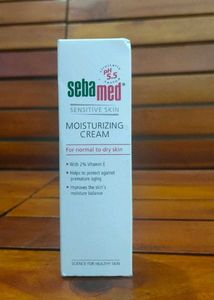 pH
5.5
sebamed®
SENSITIVE SKIN
MOISTURIZING
CREAM
For normal to dry skin
• With 2% Vitamin E
• Helps to protect against
premature aging
• Improves the skin's
moisture balance
SCIENCE FOR HEALTHY SKIN